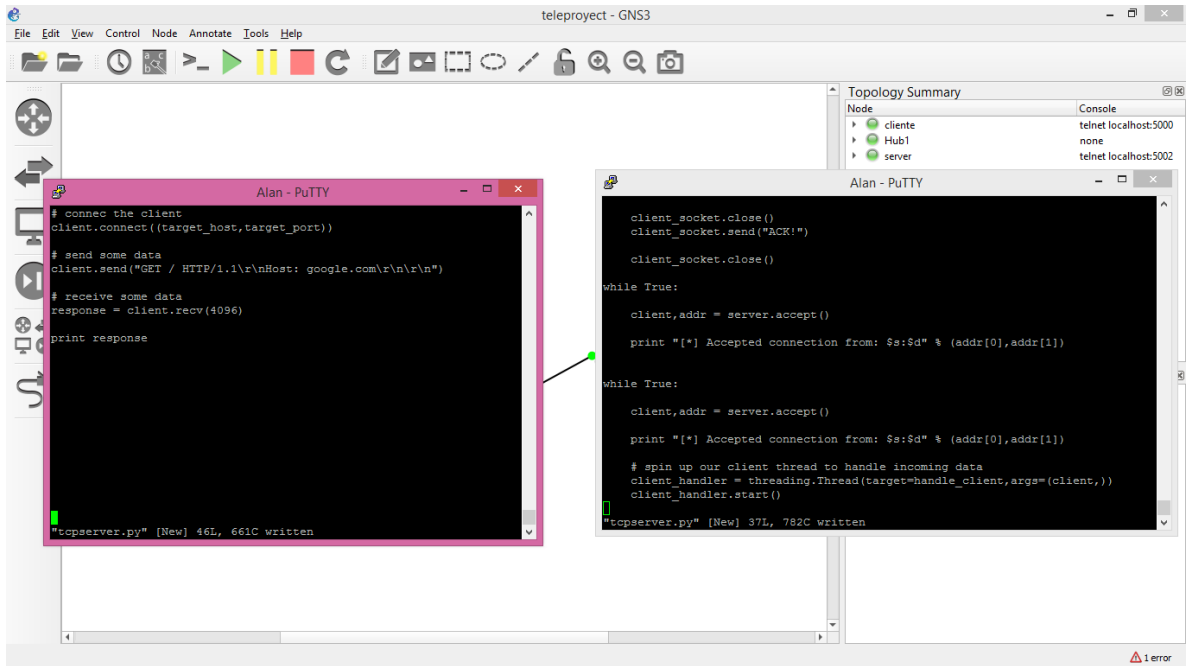 teleproyect - GNS3
File Edit View Control Node Annotate Tools Help
Topology Summary
Node Console
cliente telnet localhost:5000
Hub1 none
server telnet localhost:5002
Alan - PuTTY
# connec the client
client.connect((target_host,target_port))
# send some data
client.send("GET / HTTP/1.1\r\nHost: google.com\r\n\r\n")
# receive some data
response = client.recv(4096)
print response
"tcpserver.py" [New] 46L, 661C written
Alan - PuTTY
client_socket.close()
client_socket.send("ACK!")
client_socket.close()
while True:
client,addr = server.accept()
print "[*] Accepted connection from: $s:$d" % (addr[0],addr[1])
while True:
client,addr = server.accept()
print "[*] Accepted connection from: $s:$d" % (addr[0],addr[1])
# spin up our client thread to handle incoming data
client_handler = threading.Thread(target=handle_client,args=(client,))
client_handler.start()
"tcpserver.py" [New] 37L, 782C written
1 error